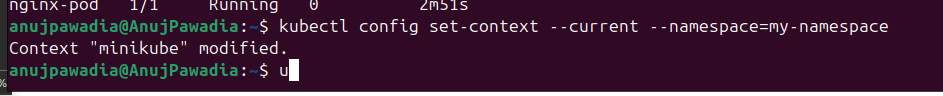 nginx-pod   1/1     Running   0          2m51s
anujpawadia@AnujPawadia:~$ kubectl config set-context --current --namespace=my-namespace
Context "minikube" modified.
anujpawadia@AnujPawadia:~$ u
%